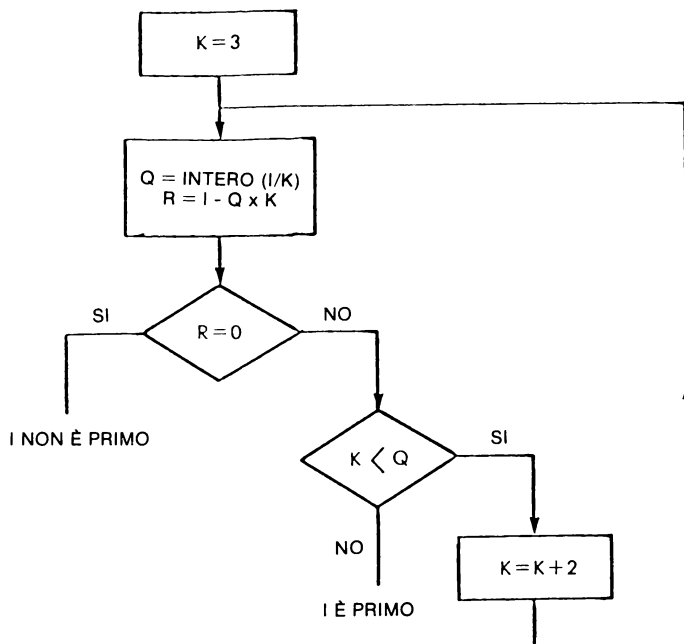 K = 3
Q = INTERO (I/K)
R = I - Q x K
SI
R = 0
NO
I NON È PRIMO
K < Q
SI
NO
K = K + 2
I È PRIMO